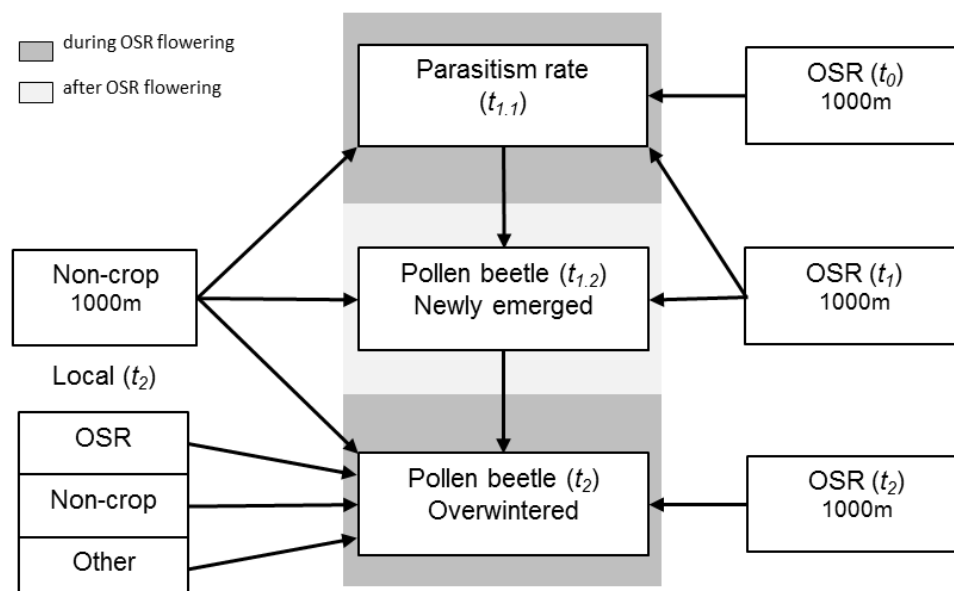 during OSR flowering
after OSR flowering
Parasitism rate
(t1.1)
OSR (t0)
1000m
Non-crop
1000m
Pollen beetle (t1.2)
Newly emerged
OSR (t1)
1000m
Local (t2)
OSR
Non-crop
Other
Pollen beetle (t2)
Overwintered
OSR (t2)
1000m